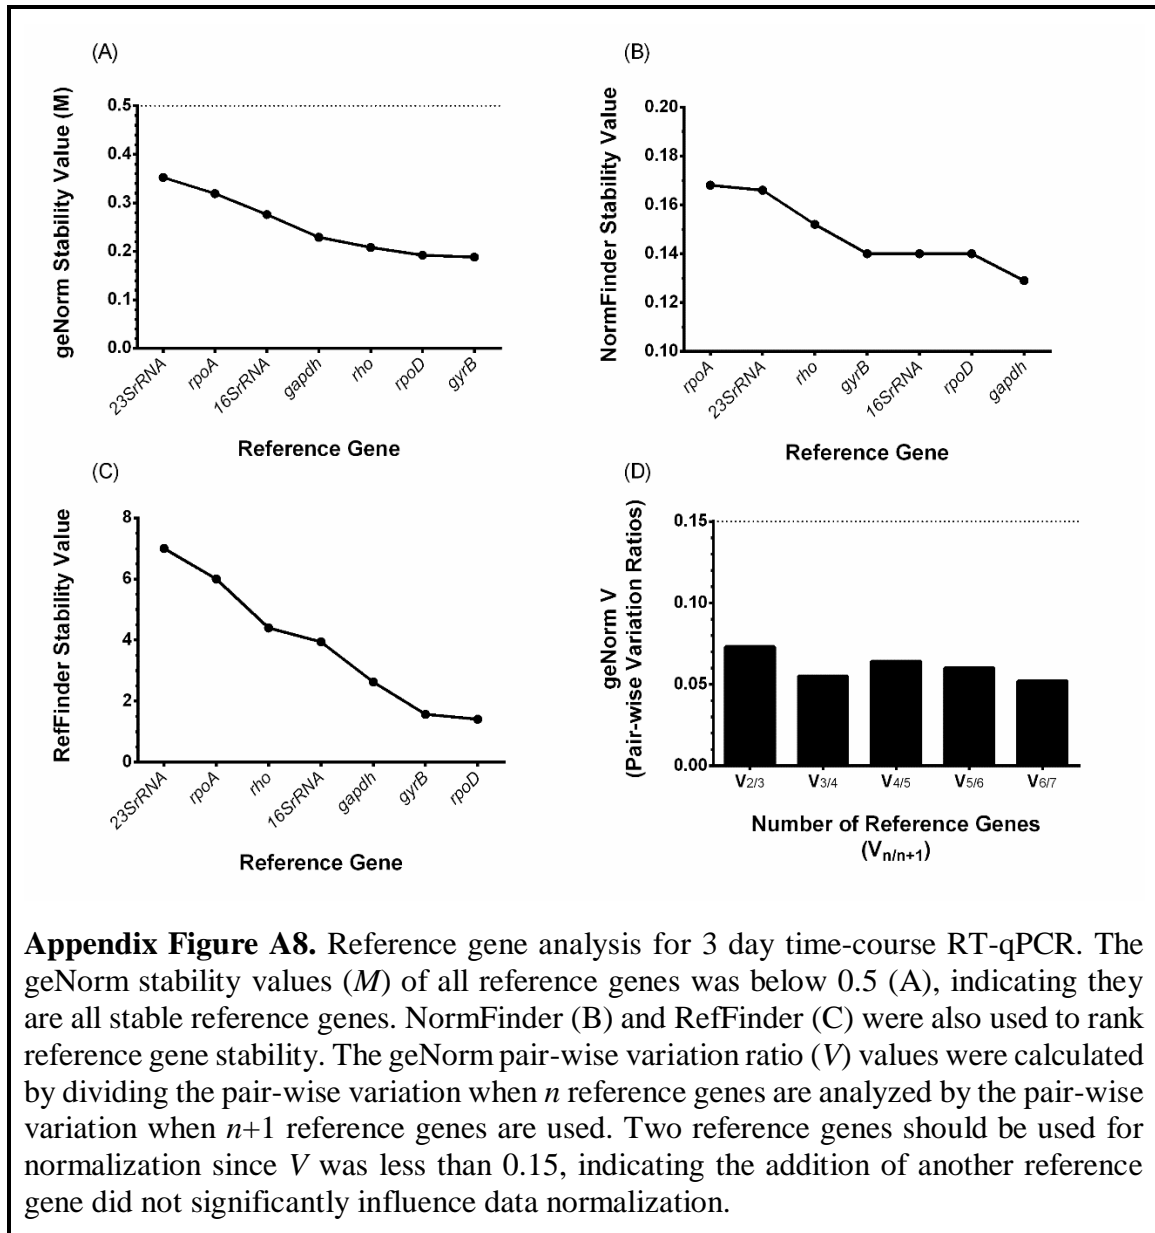 (A)
geNorm Stability Value (M)
0.5
0.4
0.3
0.2
0.1
0.0
23SrRNA
rpoA
16SrRNA
gapdh
rho
rpoD
gyrB
Reference Gene
(B)
NormFinder Stability Value
0.20
0.18
0.16
0.14
0.12
0.10
rpoA
23SrRNA
rho
gyrB
16SrRNA
rpoD
gapdh
Reference Gene
(C)
RefFinder Stability Value
8
6
4
2
0
23SrRNA
rpoA
rho
16SrRNA
gapdh
gyrB
rpoD
Reference Gene
(D)
geNorm V
(Pair-wise Variation Ratios)
0.15
0.10
0.05
0.00
V2/3
V3/4
V4/5
V5/6
V6/7
Number of Reference Genes
(Vn/n+1)
Appendix Figure A8. Reference gene analysis for 3 day time-course RT-qPCR. The
geNorm stability values (M) of all reference genes was below 0.5 (A), indicating they
are all stable reference genes. NormFinder (B) and RefFinder (C) were also used to rank
reference gene stability. The geNorm pair-wise variation ratio (V) values were calculated
by dividing the pair-wise variation when n reference genes are analyzed by the pair-wise
variation when n+1 reference genes are used. Two reference genes should be used for
normalization since V was less than 0.15, indicating the addition of another reference
gene did not significantly influence data normalization.